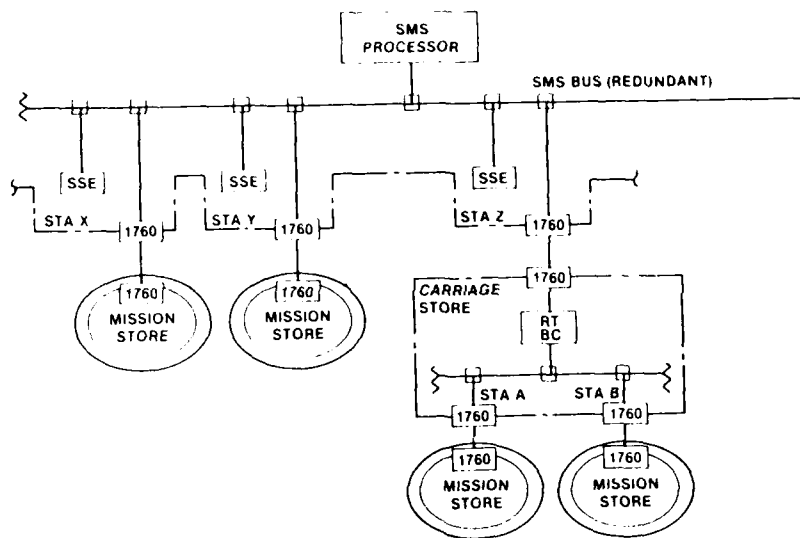 SMS
PROCESSOR
SMS BUS (REDUNDANT)
SSE
SSE
SSE
STA X
1760
STA Y
1760
STA Z
1760
1760
MISSION
STORE
1760
MISSION
STORE
1760
CARRIAGE
STORE
RT
BC
STA A
STA B
1760
1760
1760
MISSION
STORE
1760
MISSION
STORE